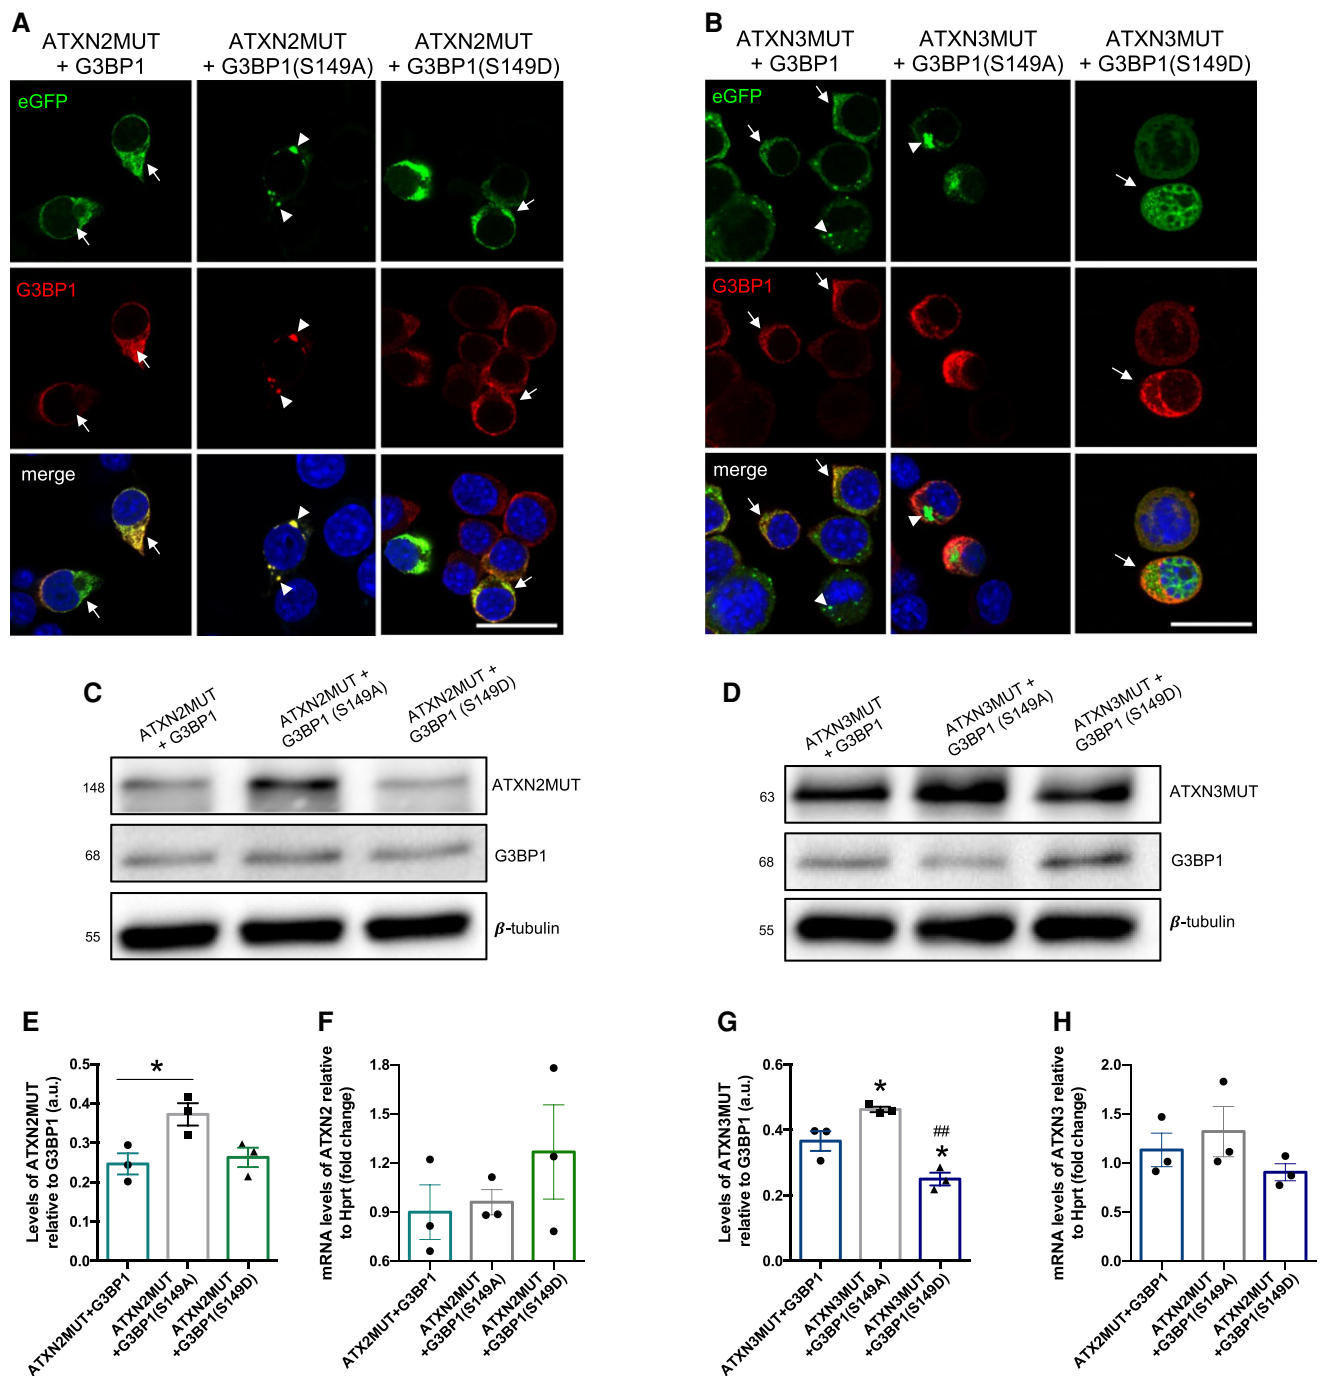 A
ATXN2MUT
+ G3BP1
ATXN2MUT
+ G3BP1(S149A)
ATXN2MUT
+ G3BP1(S149D)
eGFP
G3BP1
merge
B
ATXN3MUT
+ G3BP1
ATXN3MUT
+ G3BP1(S149A)
ATXN3MUT
+ G3BP1(S149D)
eGFP
G3BP1
merge
C
ATXN2MUT
+ G3BP1
ATXN2MUT +
G3BP1 (S149A)
ATXN2MUT +
G3BP1 (S149D)
148
ATXN2MUT
68
G3BP1
55
β-tubulin
D
ATXN3MUT
+ G3BP1
ATXN3MUT +
G3BP1 (S149A)
ATXN3MUT +
G3BP1 (S149D)
63
ATXN3MUT
68
G3BP1
55
β-tubulin
E
Levels of ATXN2MUT
relative to G3BP1 (a.u.)
0.5
0.4
0.3
0.2
0.1
0.0
*
ATXN2MUT+G3BP1
ATXN2MUT
+G3BP1(S149A)
ATXN2MUT
+G3BP1(S149D)
F
mRNA levels of ATXN2 relative
to Hprt (fold change)
1.8
1.5
1.2
0.9
0.6
ATX2MUT+G3BP1
ATXN2MUT
+G3BP1(S149A)
ATXN2MUT
+G3BP1(S149D)
G
Levels of ATXN3MUT
relative to G3BP1 (a.u.)
0.6
0.4
0.2
0.0
*
##
*
ATXN3MUT+G3BP1
ATXN3MUT
+G3BP1(S149A)
ATXN3MUT
+G3BP1(S149D)
H
mRNA levels of ATXN3 relative
to Hprt (fold change)
2.0
1.5
1.0
0.5
0.0
ATX2MUT+G3BP1
ATXN2MUT
+G3BP1(S149A)
ATXN2MUT
+G3BP1(S149D)